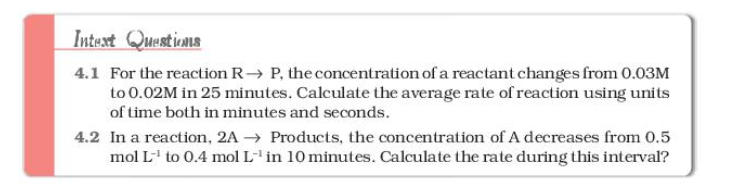 Intext Questions
4.1 For the reaction R → P, the concentration of a reactant changes from 0.03M
to 0.02M in 25 minutes. Calculate the average rate of reaction using units
of time both in minutes and seconds.
4.2 In a reaction, 2A → Products, the concentration of A decreases from 0.5
mol L⁻¹ to 0.4 mol L⁻¹ in 10 minutes. Calculate the rate during this interval?